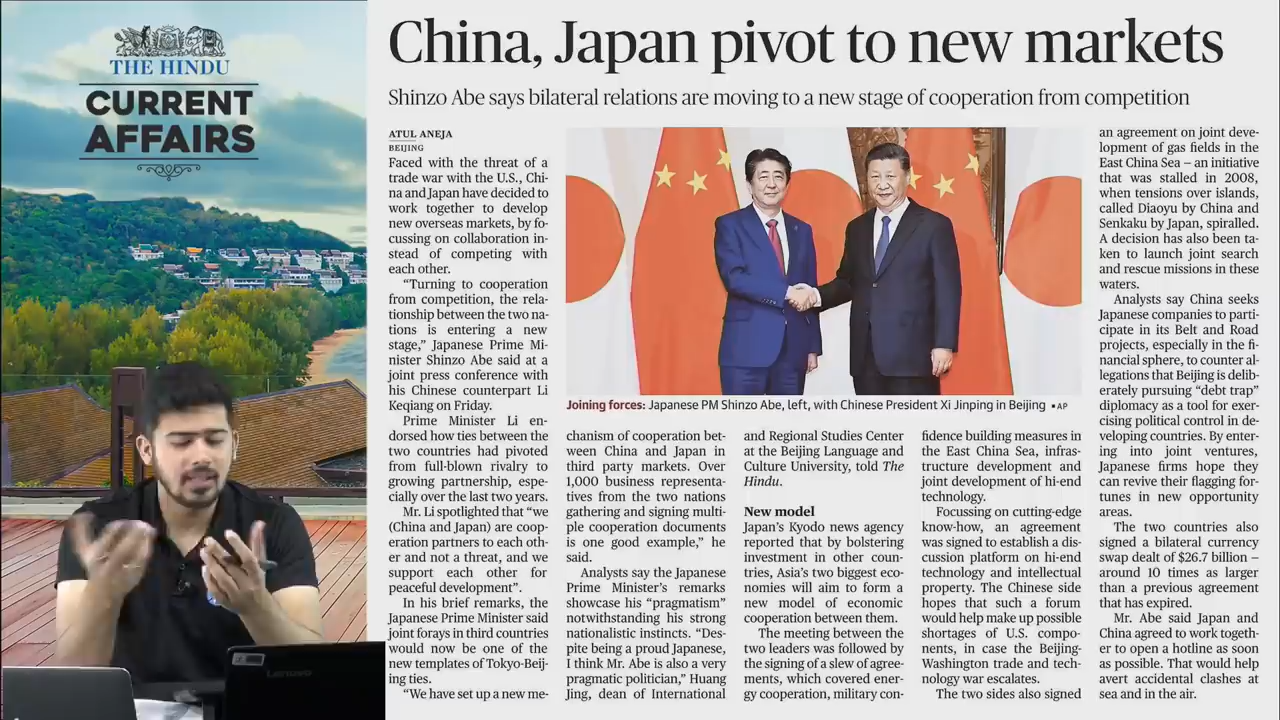 THE HINDU
CURRENT
AFFAIRS
China, Japan pivot to new markets
Shinzo Abe says bilateral relations are moving to a new stage of cooperation from competition
ATUL ANEJA
BEIJING
Faced with the threat of a
trade war with the U.S., Chi-
na and Japan have decided to
work together to develop
new overseas markets, by fo-
cussing on collaboration in-
stead of competing with
each other.
“Turning to cooperation
from competition, the rela-
tionship between the two na-
tions is entering a new
stage,” Japanese Prime Mi-
nister Shinzo Abe said at a
joint press conference with
his Chinese counterpart Li
Keqiang on Friday.
Prime Minister Li en-
dorsed how ties between the
two countries had pivoted
from full-blown rivalry to
growing partnership, espe-
cially over the last two years.
Mr. Li spotlighted that “we
(China and Japan) are coop-
eration partners to each oth-
er and not a threat, and we
support each other for
peaceful development”.
In his brief remarks, the
Japanese Prime Minister said
joint forays in third countries
would now be one of the
new templates of Tokyo-Beij-
ing ties.
“We have set up a new me-
Joining forces: Japanese PM Shinzo Abe, left, with Chinese President Xi Jinping in Beijing ▪AP
chanism of cooperation bet-
ween China and Japan in
third party markets. Over
1,000 business representa-
tives from the two nations
gathering and signing multi-
ple cooperation documents
is one good example,” he
said.
Analysts say the Japanese
Prime Minister’s remarks
showcase his “pragmatism”
notwithstanding his strong
nationalistic instincts. “Des-
pite being a proud Japanese,
I think Mr. Abe is also a very
pragmatic politician,” Huang
Jing, dean of International
and Regional Studies Center
at the Beijing Language and
Culture University, told The
Hindu.
New model
Japan’s Kyodo news agency
reported that by bolstering
investment in other coun-
tries, Asia’s two biggest eco-
nomies will aim to form a
new model of economic
cooperation between them.
The meeting between the
two leaders was followed by
the signing of a slew of agree-
ments, which covered ener-
gy cooperation, military con-
fidence building measures in
the East China Sea, infras-
tructure development and
joint development of hi-end
technology.
Focussing on cutting-edge
know-how, an agreement
was signed to establish a dis-
cussion platform on hi-end
technology and intellectual
property. The Chinese side
hopes that such a forum
would help make up possible
shortages of U.S. compo-
nents, in case the Beijing-
Washington trade and tech-
nology war escalates.
The two sides also signed
an agreement on joint deve-
lopment of gas fields in the
East China Sea – an initiative
that was stalled in 2008,
when tensions over islands,
called Diaoyu by China and
Senkaku by Japan, spiralled.
A decision has also been ta-
ken to launch joint search
and rescue missions in these
waters.
Analysts say China seeks
Japanese companies to parti-
cipate in its Belt and Road
projects, especially in the fi-
nancial sphere, to counter al-
legations that Beijing is delib-
erately pursuing “debt trap”
diplomacy as a tool for exer-
cising political control in de-
veloping countries. By enter-
ing into joint ventures,
Japanese firms hope they
can revive their flagging for-
tunes in new opportunity
areas.
The two countries also
signed a bilateral currency
swap dealt of $26.7 billion –
around 10 times as larger
than a previous agreement
that has expired.
Mr. Abe said Japan and
China agreed to work togeth-
er to open a hotline as soon
as possible. That would help
avert accidental clashes at
sea and in the air.
Lenovo